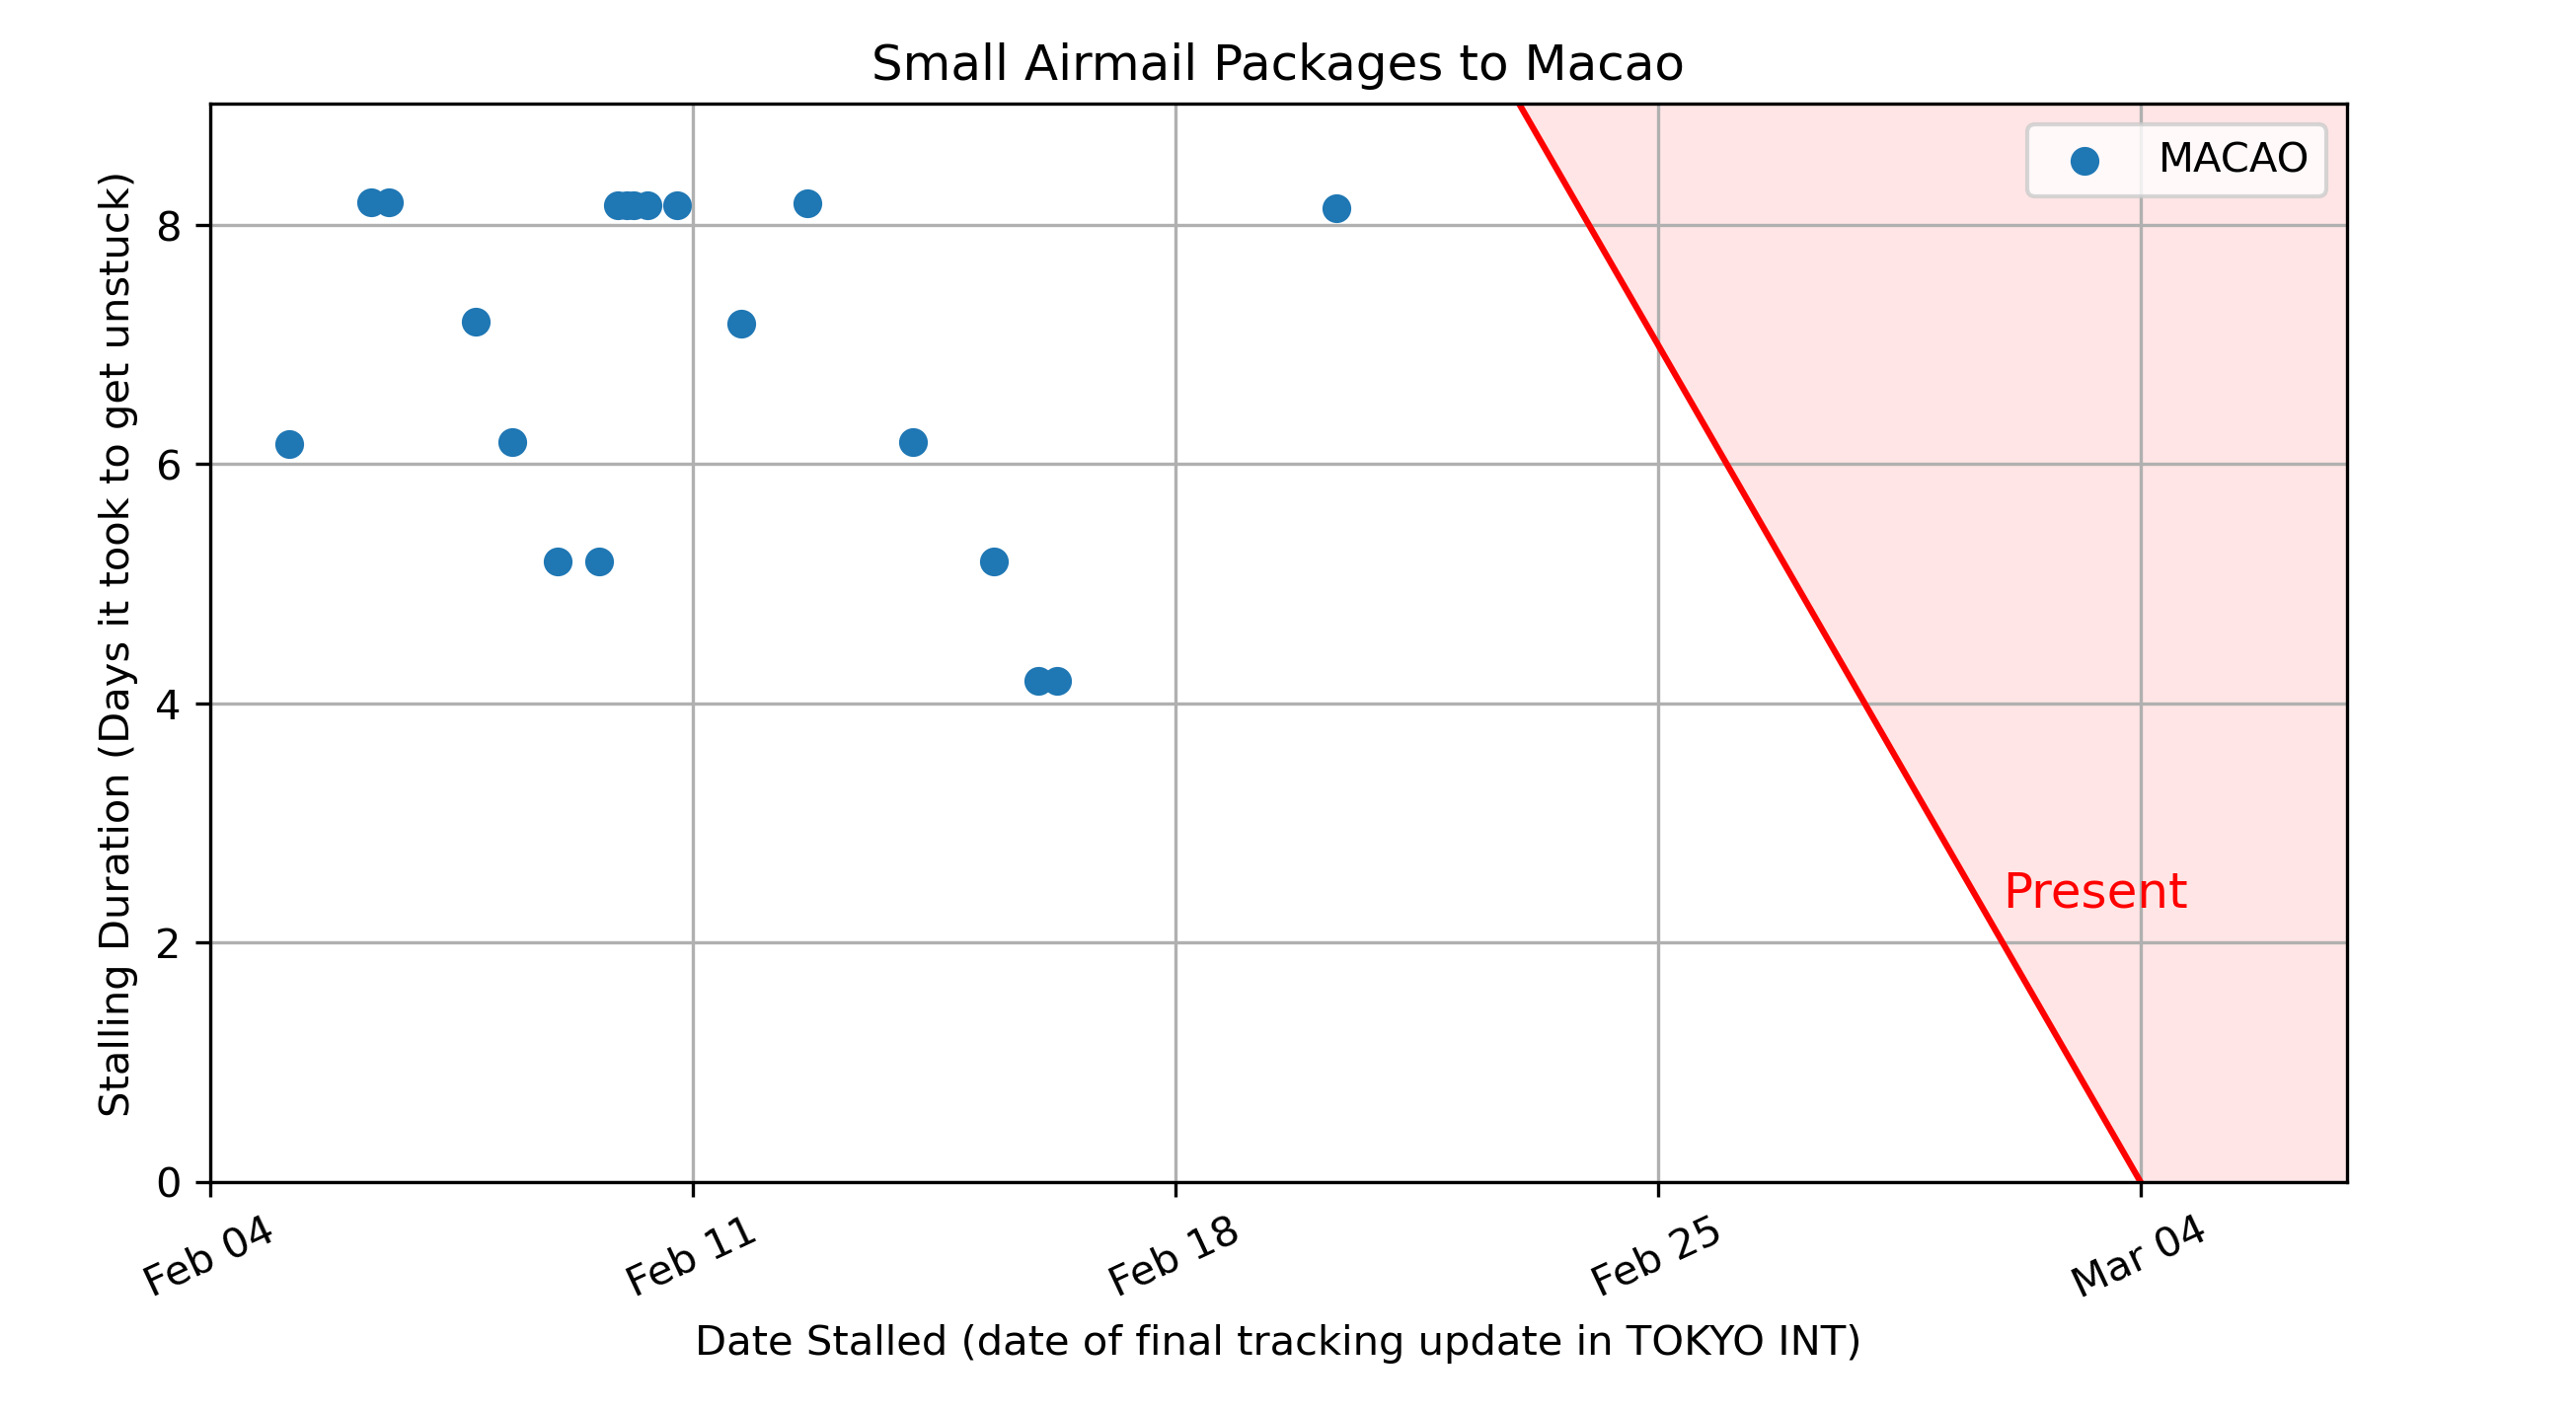 Small Airmail Packages to Macao
MACAO
Stalling Duration (Days it took to get unstuck)
8
6
4
2
0
Present
Feb 04
Feb 11
Feb 18
Feb 25
Mar 04
Date Stalled (date of final tracking update in TOKYO INT)